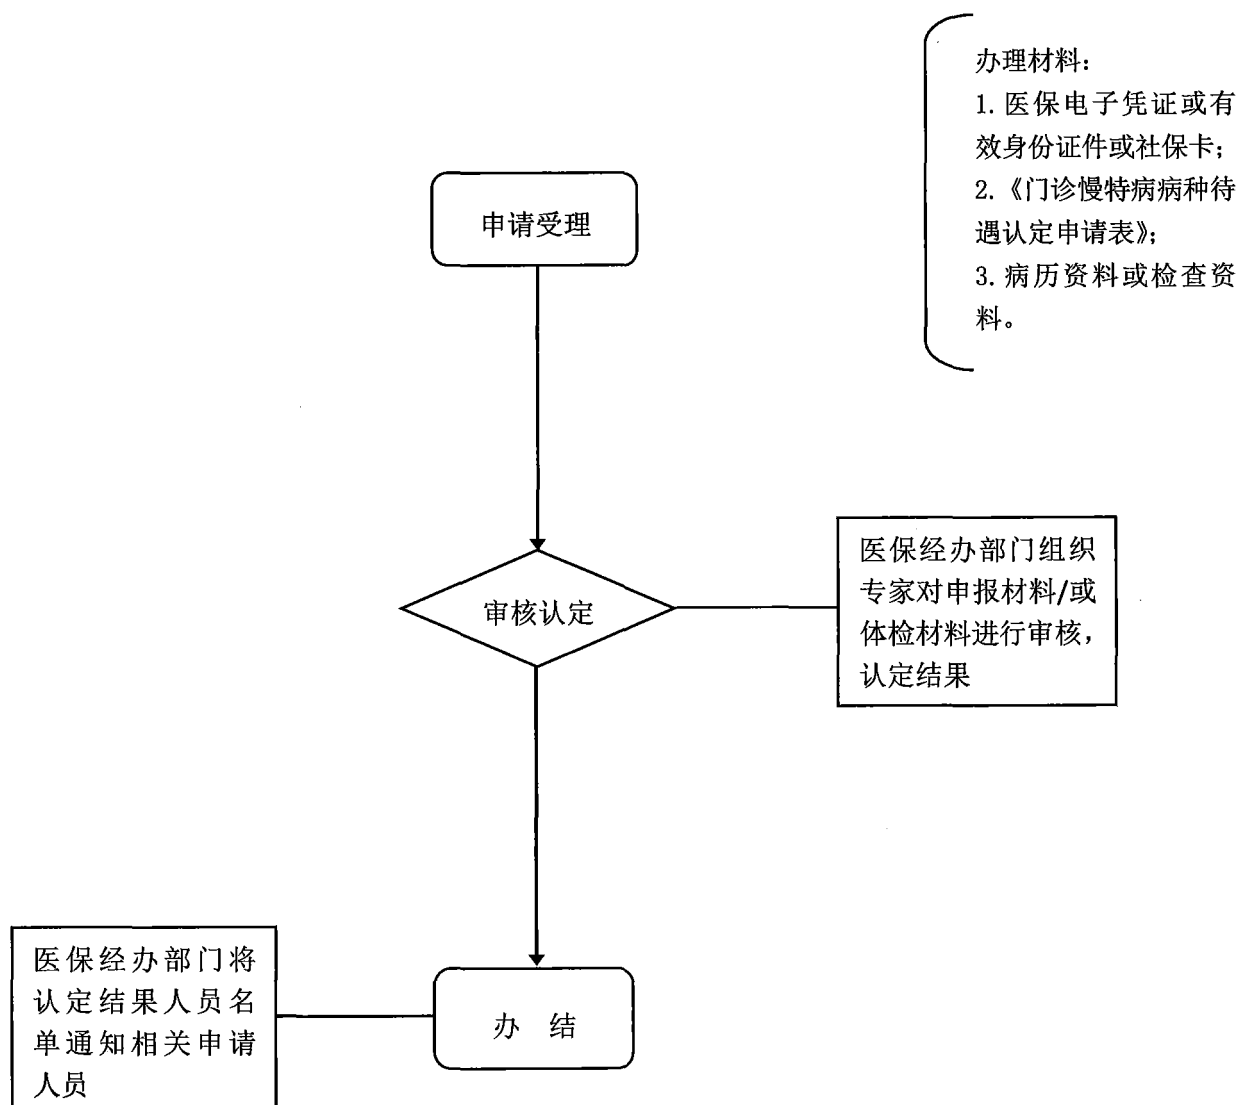 办理材料：
1. 医保电子凭证或有
效身份证件或社保卡；
2.《门诊慢特病病种待
遇认定申请表》；
3. 病历资料或检查资
料。
申请受理
审核认定
医保经办部门组织
专家对申报材料/或
体检材料进行审核，
认定结果
医保经办部门将
认定结果人员名
单通知相关申请
人员
办 结